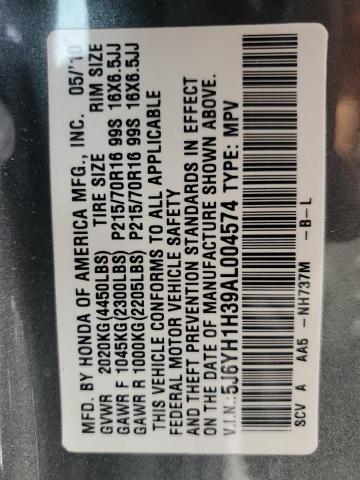 MFD. BY HONDA OF AMERICA MFG., INC. 05/'10
GVWR 2020KG(4450LBS) TIRE SIZE RIM SIZE
GAWR F 1045KG(2300LBS) P215/70R16 99S 16X6.5JJ
GAWR R 1000KG(2205LBS) P215/70R16 99S 16X6.5JJ
THIS VEHICLE CONFORMS TO ALL APPLICABLE
FEDERAL MOTOR VEHICLE SAFETY
AND THEFT PREVENTION STANDARDS IN EFFECT
ON THE DATE OF MANUFACTURE SHOWN ABOVE.
V.I.N.: 5J6YH1H39AL004574 TYPE: MPV
SCV A AA5 -NH737M -B-L